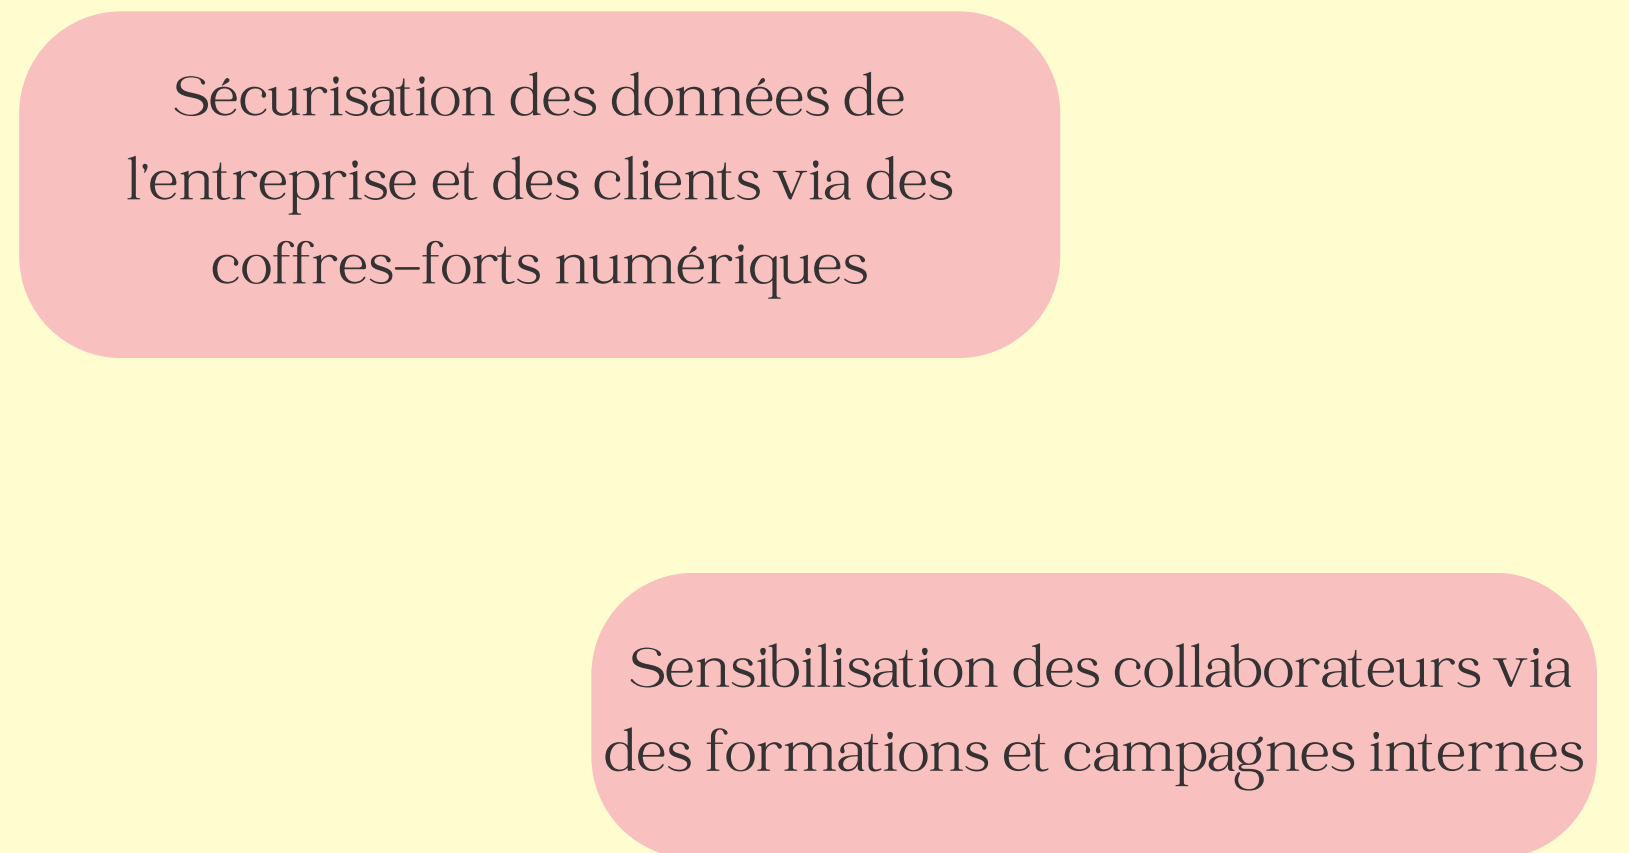 Sécurisation des données de
l'entreprise et des clients via des
coffres-forts numériques
Sensibilisation des collaborateurs via
des formations et campagnes internes